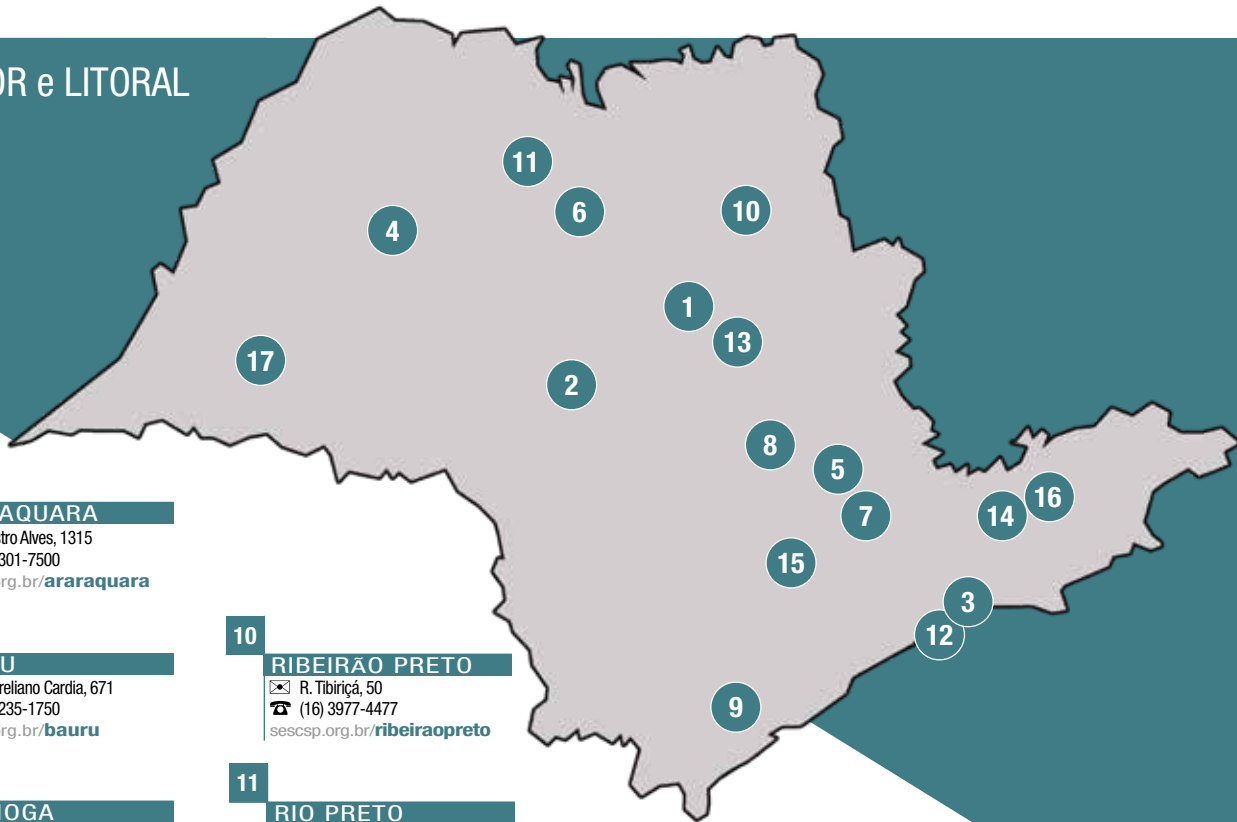 OR e LITORAL
11
6
10
4
1
13
17
2
8
5
16
14
7
15
3
12
9
AQUARA
stro Alves, 1315
301-7500
rg.br/araraquara
U
reliano Cardia, 671
235-1750
rg.br/bauru
IOGA
10
RIBEIRÃO PRETO
R. Tibiriçá, 50
(16) 3977-4477
sescsp.org.br/ribeiraopreto
11
RIO PRETO